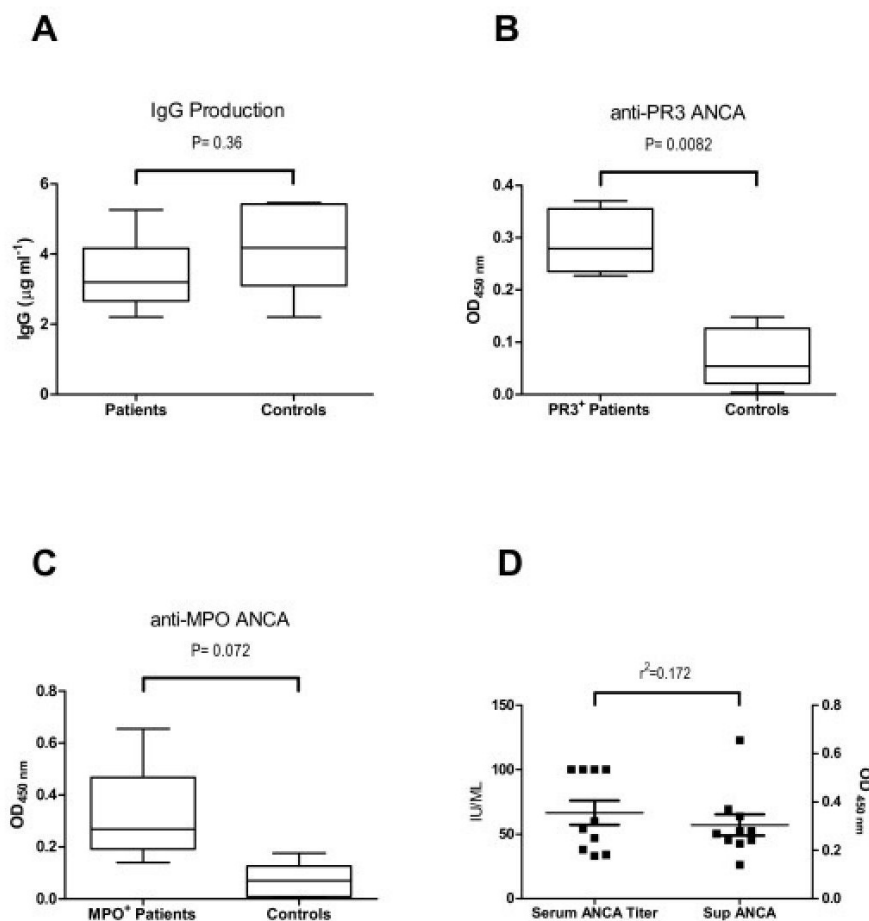 A
IgG Production
P= 0.36
6
4
2
0
IgG (µg ml⁻¹)
Patients
Controls
B
anti-PR3 ANCA
P= 0.0082
0.4
0.3
0.2
0.1
0.0
OD450 nm
PR3⁺ Patients
Controls
C
anti-MPO ANCA
P= 0.072
0.8
0.6
0.4
0.2
0.0
OD450 nm
MPO⁺ Patients
Controls
D
r²=0.172
150
100
50
0
IU/ML
0.8
0.6
0.4
0.2
0.0
OD 450 nm
Serum ANCA Titer
Sup ANCA